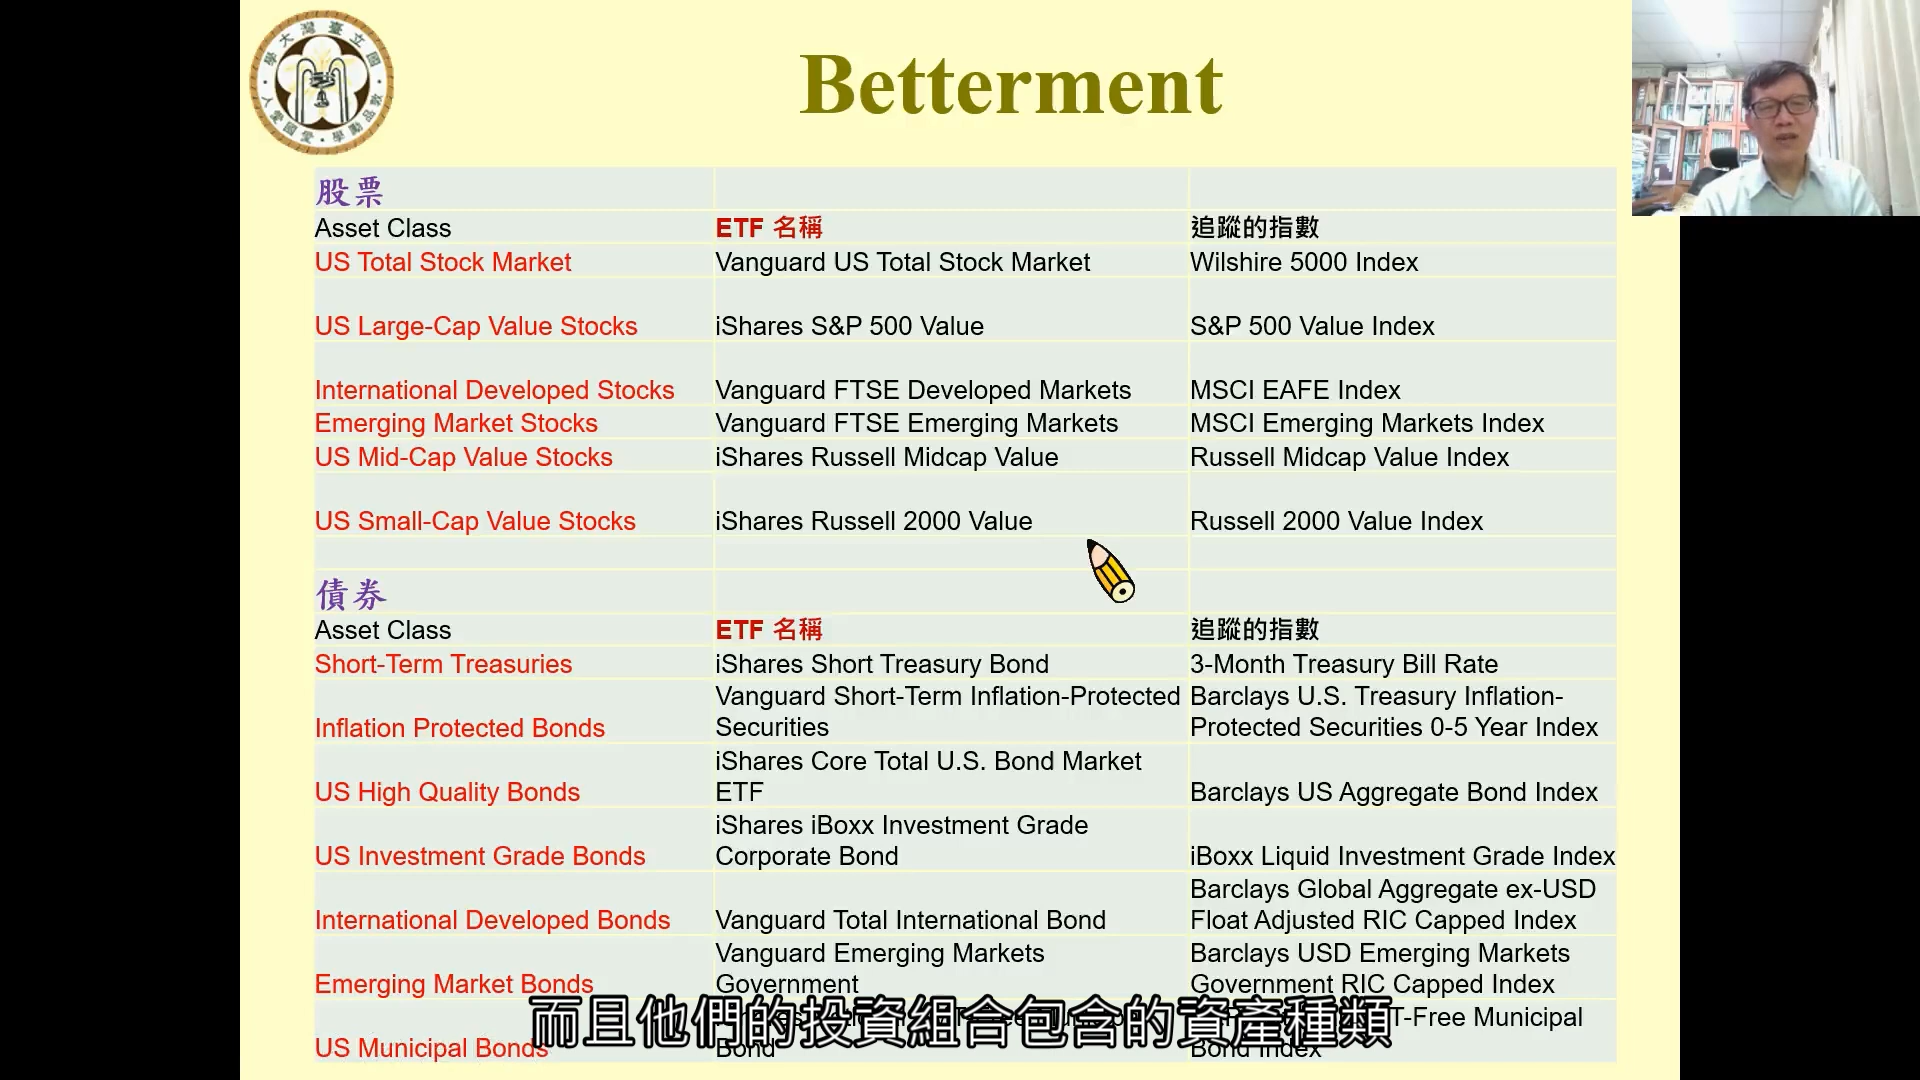 Betterment
股票
Asset Class ETF 名稱 追蹤的指數
US Total Stock Market Vanguard US Total Stock Market Wilshire 5000 Index
US Large-Cap Value Stocks iShares S&P 500 Value S&P 500 Value Index
International Developed Stocks Vanguard FTSE Developed Markets MSCI EAFE Index
Emerging Market Stocks Vanguard FTSE Emerging Markets MSCI Emerging Markets Index
US Mid-Cap Value Stocks iShares Russell Midcap Value Russell Midcap Value Index
US Small-Cap Value Stocks iShares Russell 2000 Value Russell 2000 Value Index
債券
Asset Class ETF 名稱 追蹤的指數
Short-Term Treasuries iShares Short Treasury Bond 3-Month Treasury Bill Rate
Vanguard Short-Term Inflation-Protected Barclays U.S. Treasury Inflation-
Inflation Protected Bonds Securities Protected Securities 0-5 Year Index
iShares Core Total U.S. Bond Market
US High Quality Bonds ETF Barclays US Aggregate Bond Index
iShares iBoxx Investment Grade
US Investment Grade Bonds Corporate Bond iBoxx Liquid Investment Grade Index
Barclays Global Aggregate ex-USD
International Developed Bonds Vanguard Total International Bond Float Adjusted RIC Capped Index
Vanguard Emerging Markets Barclays USD Emerging Markets
Emerging Market Bonds Government Government RIC Capped Index
Municipal
US Municipal Bonds Bond Bond Index
而且他們的投資組合包含的資產種類